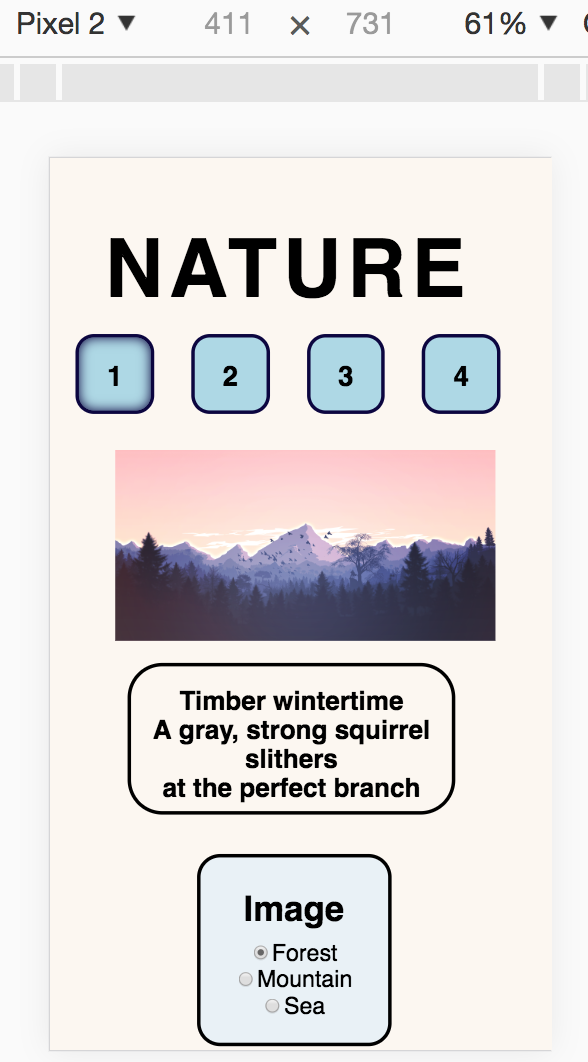 Pixel 2 ▼ 411 × 731 61% ▼
NATURE
1 2 3 4
Timber wintertime
A gray, strong squirrel
slithers
at the perfect branch
Image
Forest
Mountain
Sea